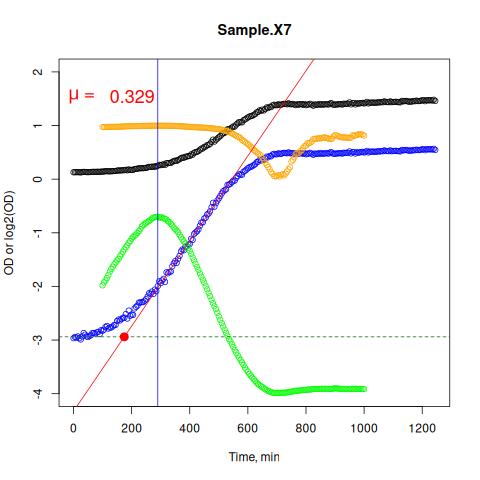 Sample.X7
μ = 0.329
OD or log2(OD)
2
1
0
-1
-2
-3
-4
0 200 400 600 800 1000 1200
Time, min